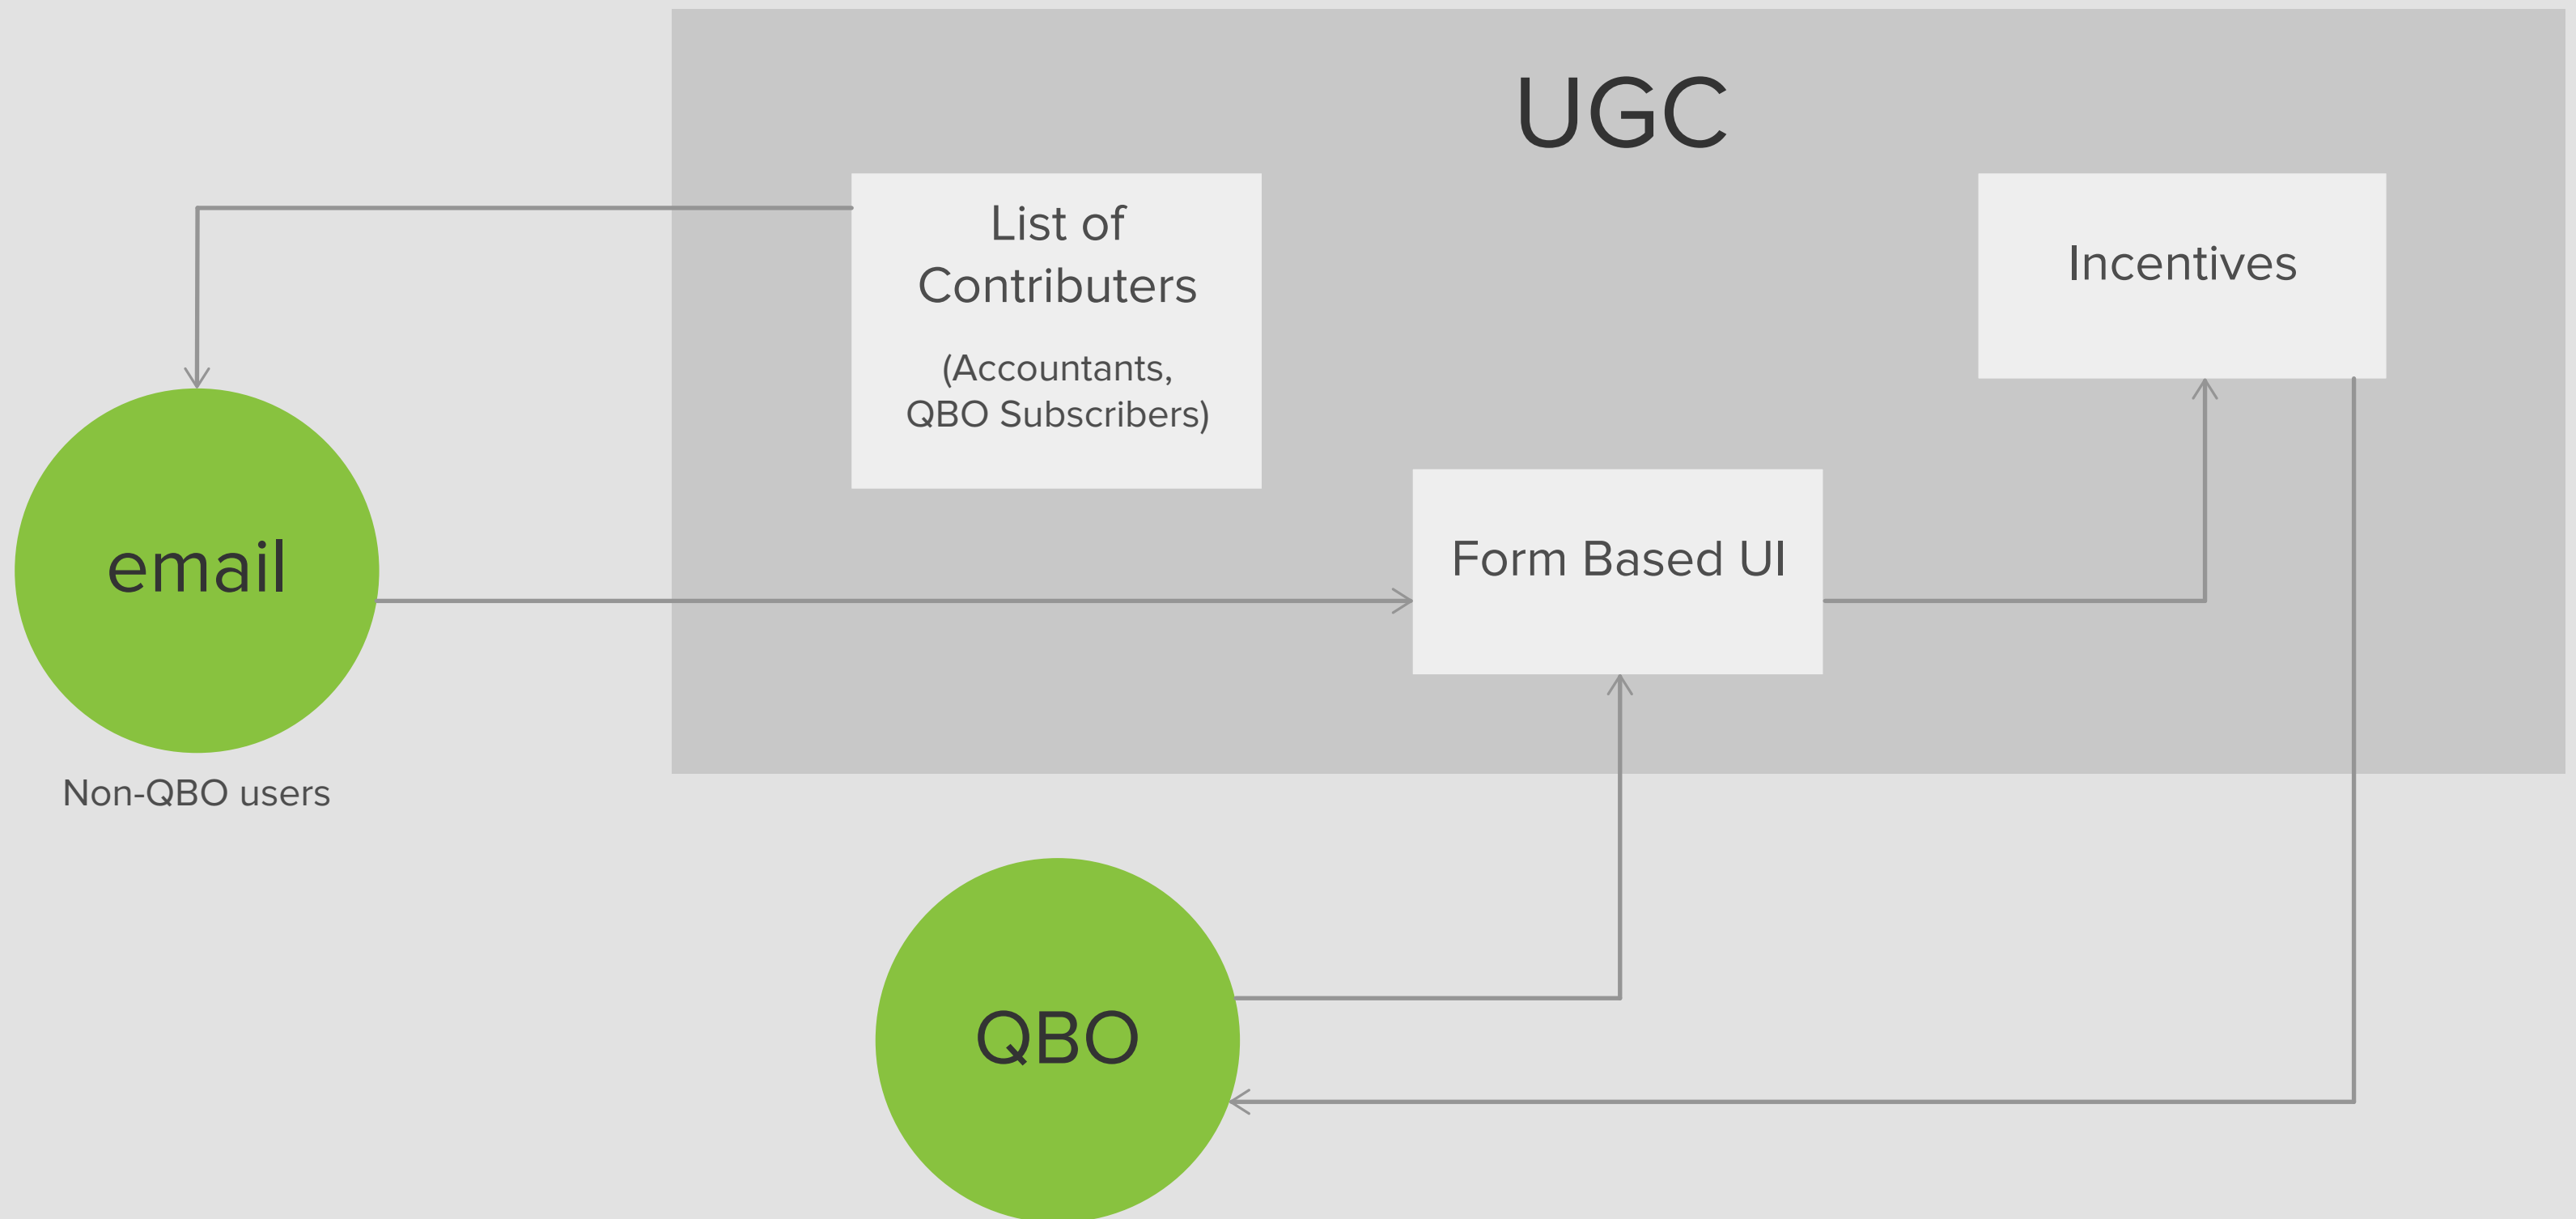 UGC
List of
Contributers
(Accountants,
QBO Subscribers)
Incentives
Form Based UI
email
Non-QBO users
QBO